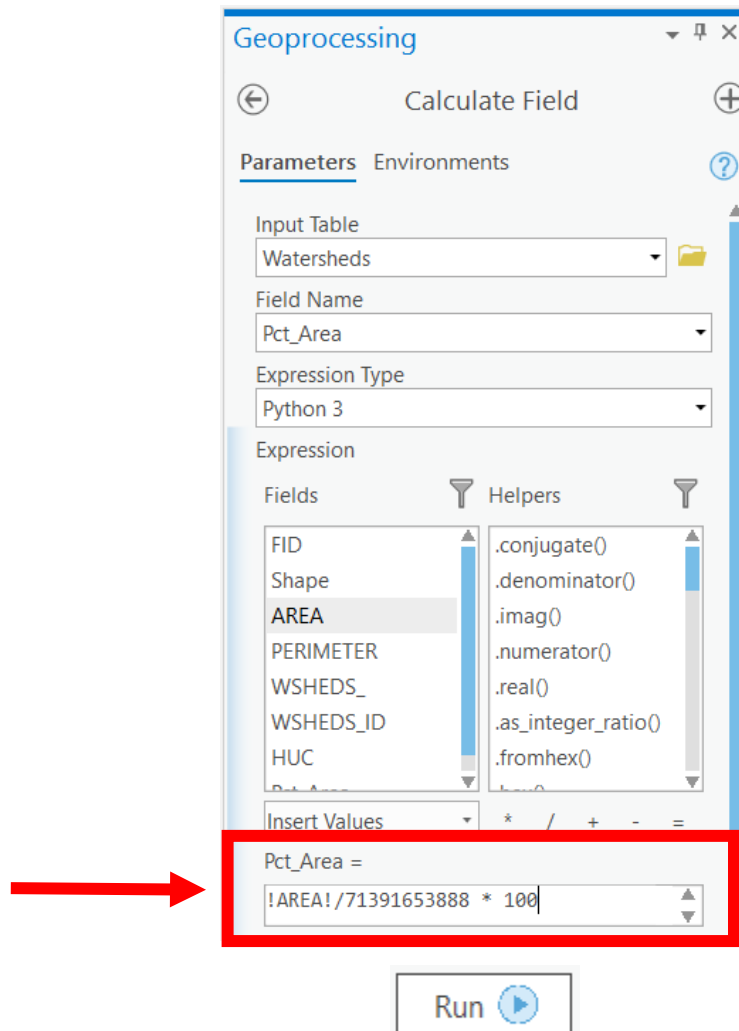 Geoprocessing
Calculate Field
Parameters Environments
Input Table
Watersheds
Field Name
Pct_Area
Expression Type
Python 3
Expression
Fields Helpers
FID .conjugate()
Shape .denominator()
AREA .imag()
PERIMETER .numerator()
WSHEDS_ .real()
WSHEDS_ID .as_integer_ratio()
HUC .fromhex()
Pct_Area .hex()
Insert Values * / + - =
Pct_Area =
!AREA!/71391653888 * 100
Run